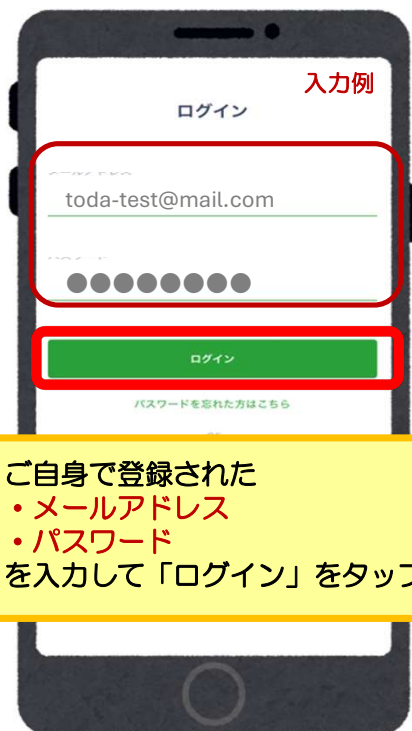 入力例
ログイン
toda-test@mail.com
●●●●●●●●
ログイン
パスワードを忘れた方はこちら
ご自身で登録された
・メールアドレス
・パスワード
を入力して「ログイン」をタップ